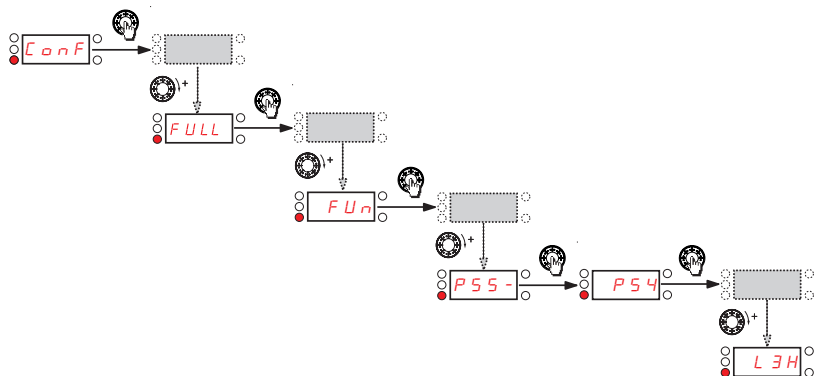 ConF
+
FULL
+
FUn
+
PSS-
PS4
+
L3H